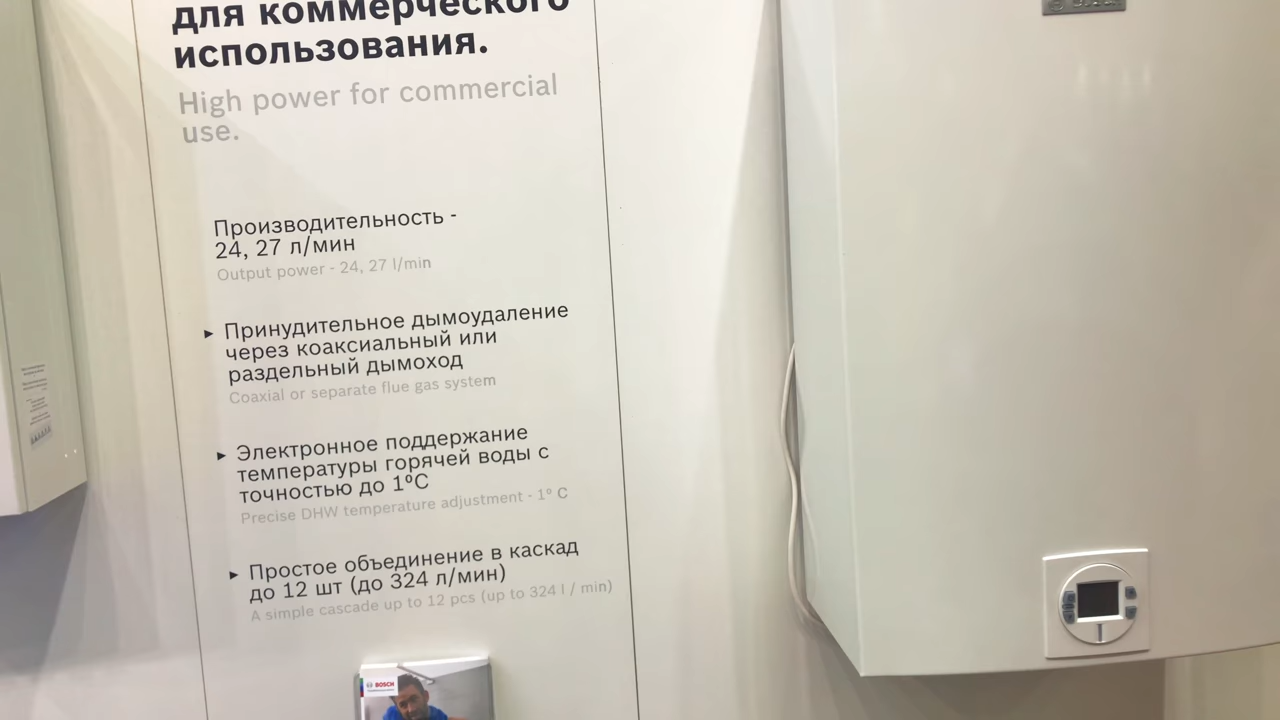 для коммерческого
использования.
High power for commercial
use.
Производительность -
24, 27 л/мин
Output power - 24, 27 l/min
▸ Принудительное дымоудаление
через коаксиальный или
раздельный дымоход
Coaxial or separate flue gas system
▸ Электронное поддержание
температуры горячей воды с
точностью до 1°C
Precise DHW temperature adjustment - 1° C
▸ Простое объединение в каскад
до 12 шт (до 324 л/мин)
A simple cascade up to 12 pcs (up to 324 l / min)
BOSCH